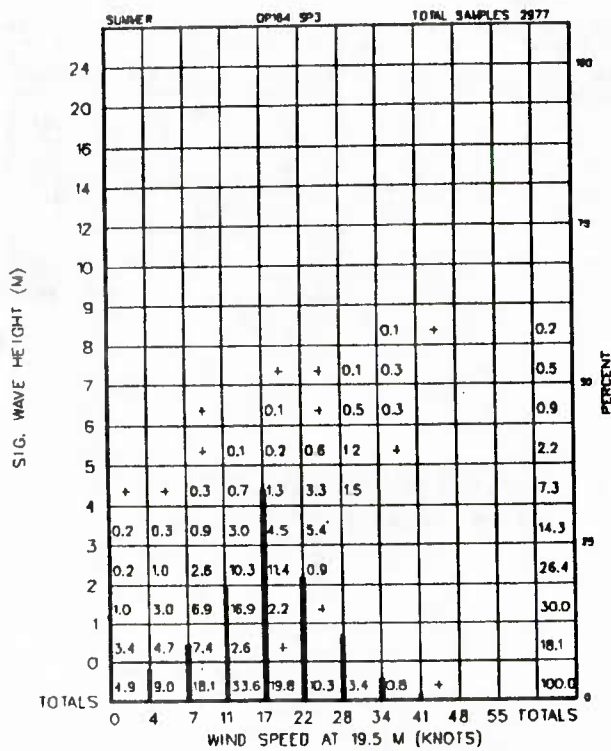 SUMMER OP184 SP3 TOTAL SAMPLES 2977
24 100
20
16
14 75
12
10
9
0.1 + 0.2
8
+ + 0.1 0.3 0.5
7 50
+ 0.1 + 0.5 0.3 0.9
6
+ 0.1 0.2 0.6 1.2 + 2.2
5
+ + 0.3 0.7 1.3 3.3 1.5 7.3
4
0.2 0.3 0.9 3.0 4.5 5.4 14.3
3 25
0.2 1.0 2.6 10.3 11.4 0.9 26.4
2
1.0 3.0 6.9 16.9 2.2 + 30.0
1
3.4 4.7 7.4 2.6 + 18.1
0
4.9 9.0 18.1 33.6 19.8 10.3 3.4 0.8 + 100.0
TOTALS 0
0 4 7 11 17 22 28 34 41 48 55 TOTALS
WIND SPEED AT 19.5 M (KNOTS)
SIG. WAVE HEIGHT (M)
PERCENT